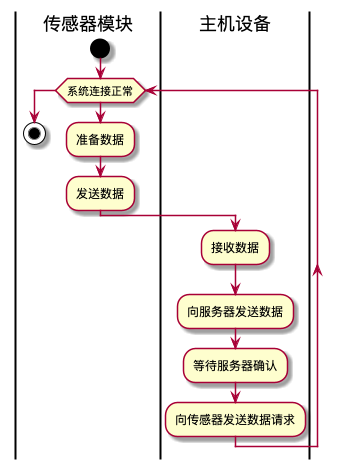 传感器模块
主机设备
系统连接正常
准备数据
发送数据
接收数据
向服务器发送数据
等待服务器确认
向传感器发送数据请求